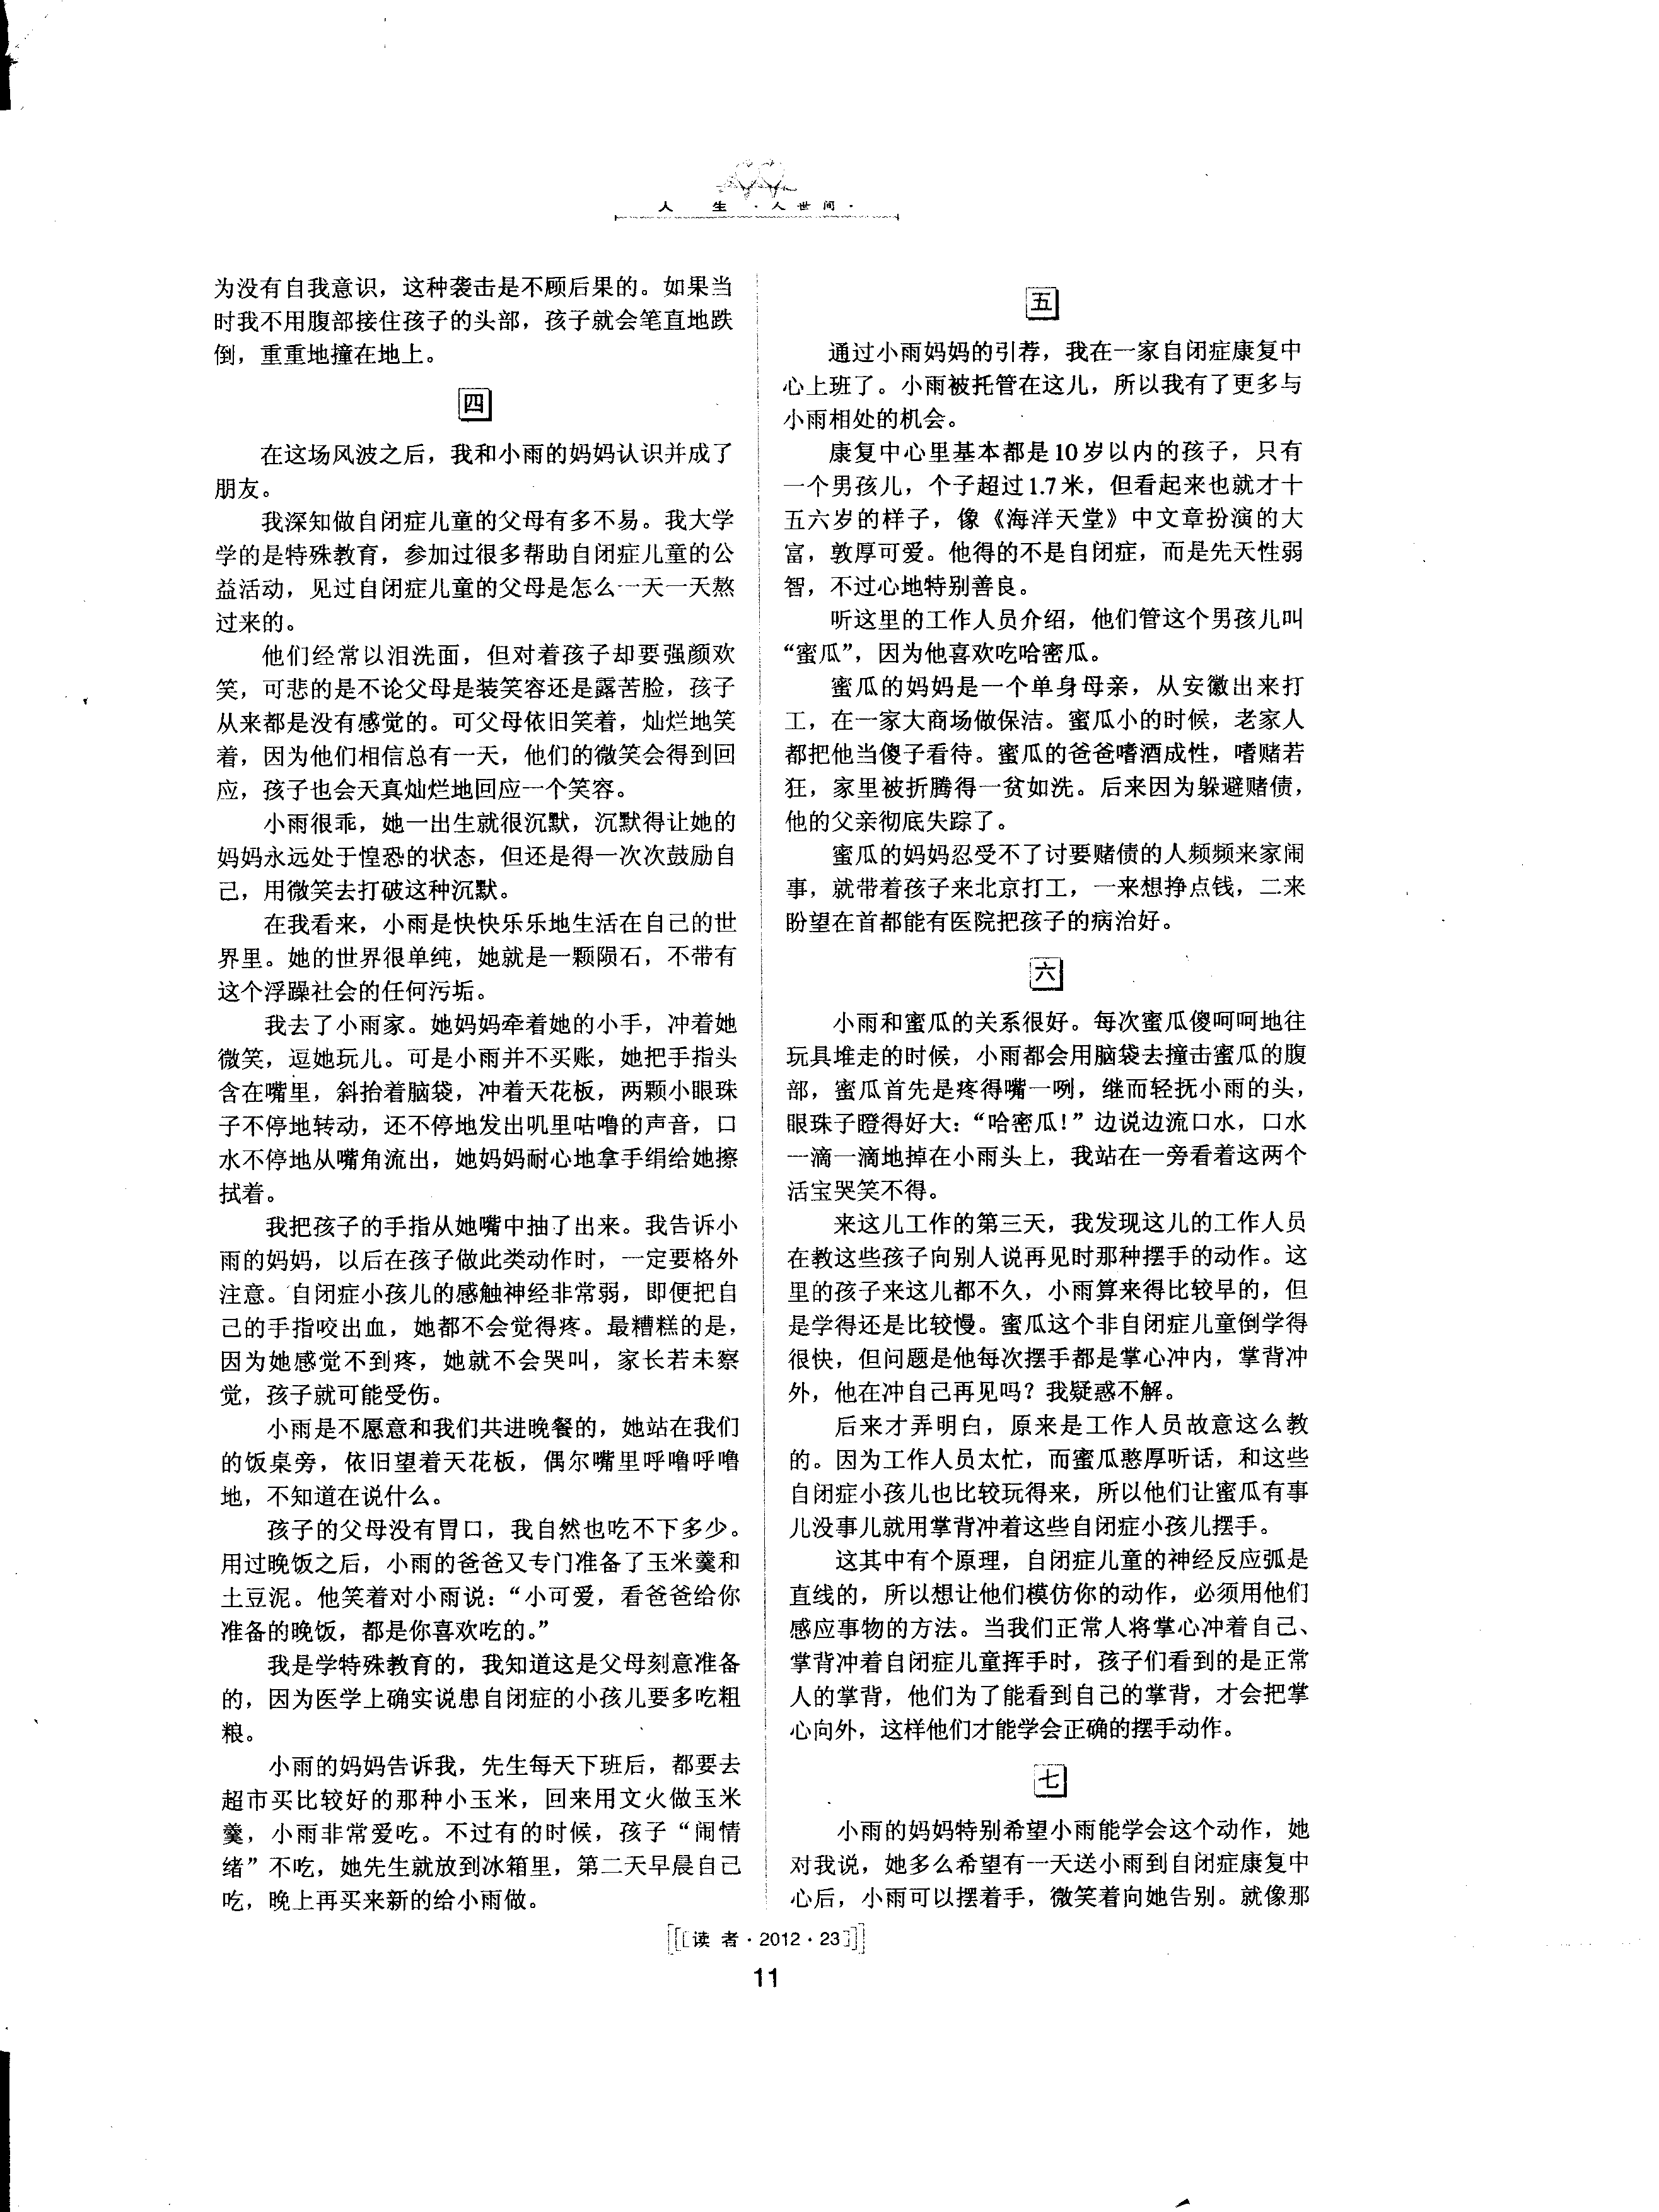 人 生 · 人 世 间 ·
为没有自我意识，这种袭击是不顾后果的。如果当
时我不用腹部接住孩子的头部，孩子就会笔直地跌
倒，重重地撞在地上。
四
在这场风波之后，我和小雨的妈妈认识并成了
朋友。
我深知做自闭症儿童的父母有多不易。我大学
学的是特殊教育，参加过很多帮助自闭症儿童的公
益活动，见过自闭症儿童的父母是怎么一天一天熬
过来的。
他们经常以泪洗面，但对着孩子却要强颜欢
笑，可悲的是不论父母是装笑容还是露苦脸，孩子
从来都是没有感觉的。可父母依旧笑着，灿烂地笑
着，因为他们相信总有一天，他们的微笑会得到回
应，孩子也会天真灿烂地回应一个笑容。
小雨很乖，她一出生就很沉默，沉默得让她的
妈妈永远处于惶恐的状态，但还是得一次次鼓励自
己，用微笑去打破这种沉默。
在我看来，小雨是快快乐乐地生活在自己的世
界里。她的世界很单纯，她就是一颗陨石，不带有
这个浮躁社会的任何污垢。
我去了小雨家。她妈妈牵着她的小手，冲着她
微笑，逗她玩儿。可是小雨并不买账，她把手指头
含在嘴里，斜抬着脑袋，冲着天花板，两颗小眼珠
子不停地转动，还不停地发出叽里咕噜的声音，口
水不停地从嘴角流出，她妈妈耐心地拿手绢给她擦
拭着。
我把孩子的手指从她嘴中抽了出来。我告诉小
雨的妈妈，以后在孩子做此类动作时，一定要格外
注意。自闭症小孩儿的感触神经非常弱，即便把自
己的手指咬出血，她都不会觉得疼。最糟糕的是，
因为她感觉不到疼，她就不会哭叫，家长若未察
觉，孩子就可能受伤。
小雨是不愿意和我们共进晚餐的，她站在我们
的饭桌旁，依旧望着天花板，偶尔嘴里呼噜呼噜
地，不知道在说什么。
孩子的父母没有胃口，我自然也吃不下多少。
用过晚饭之后，小雨的爸爸又专门准备了玉米羹和
土豆泥。他笑着对小雨说：“小可爱，看爸爸给你
准备的晚饭，都是你喜欢吃的。”
我是学特殊教育的，我知道这是父母刻意准备
的，因为医学上确实说患自闭症的小孩儿要多吃粗
粮。
小雨的妈妈告诉我，先生每天下班后，都要去
超市买比较好的那种小玉米，回来用文火做玉米
羹，小雨非常爱吃。不过有的时候，孩子“闹情
绪”不吃，她先生就放到冰箱里，第二天早晨自己
吃，晚上再买来新的给小雨做。
五
通过小雨妈妈的引荐，我在一家自闭症康复中
心上班了。小雨被托管在这儿，所以我有了更多与
小雨相处的机会。
康复中心里基本都是10岁以内的孩子，只有
一个男孩儿，个子超过1.7米，但看起来也就才十
五六岁的样子，像《海洋天堂》中文章扮演的大
富，敦厚可爱。他得的不是自闭症，而是先天性弱
智，不过心地特别善良。
听这里的工作人员介绍，他们管这个男孩儿叫
“蜜瓜”，因为他喜欢吃哈密瓜。
蜜瓜的妈妈是一个单身母亲，从安徽出来打
工，在一家大商场做保洁。蜜瓜小的时候，老家人
都把他当傻子看待。蜜瓜的爸爸嗜酒成性，嗜赌若
狂，家里被折腾得一贫如洗。后来因为躲避赌债，
他的父亲彻底失踪了。
蜜瓜的妈妈忍受不了讨要赌债的人频频来家闹
事，就带着孩子来北京打工，一来想挣点钱，二来
盼望在首都能有医院把孩子的病治好。
六
小雨和蜜瓜的关系很好。每次蜜瓜傻呵呵地往
玩具堆走的时候，小雨都会用脑袋去撞击蜜瓜的腹
部，蜜瓜首先是疼得嘴一咧，继而轻抚小雨的头，
眼珠子瞪得好大：“哈密瓜！”边说边流口水，口水
一滴一滴地掉在小雨头上，我站在一旁看着这两个
活宝哭笑不得。
来这儿工作的第三天，我发现这儿的工作人员
在教这些孩子向别人说再见时那种摆手的动作。这
里的孩子来这儿都不久，小雨算来得比较早的，但
是学得还是比较慢。蜜瓜这个非自闭症儿童倒学得
很快，但问题是他每次摆手都是掌心冲内，掌背冲
外，他在冲自己再见吗？我疑惑不解。
后来才弄明白，原来是工作人员故意这么教
的。因为工作人员太忙，而蜜瓜憨厚听话，和这些
自闭症小孩儿也比较玩得来，所以他们让蜜瓜有事
儿没事儿就用掌背冲着这些自闭症小孩儿摆手。
这其中有个原理，自闭症儿童的神经反应弧是
直线的，所以想让他们模仿你的动作，必须用他们
感应事物的方法。当我们正常人将掌心冲着自己、
掌背冲着自闭症儿童挥手时，孩子们看到的是正常
人的掌背，他们为了能看到自己的掌背，才会把掌
心向外，这样他们才能学会正确的摆手动作。
七
小雨的妈妈特别希望小雨能学会这个动作，她
对我说，她多么希望有一天送小雨到自闭症康复中
心后，小雨可以摆着手，微笑着向她告别。就像那
[[[读 者 · 2012 · 23]]]
11